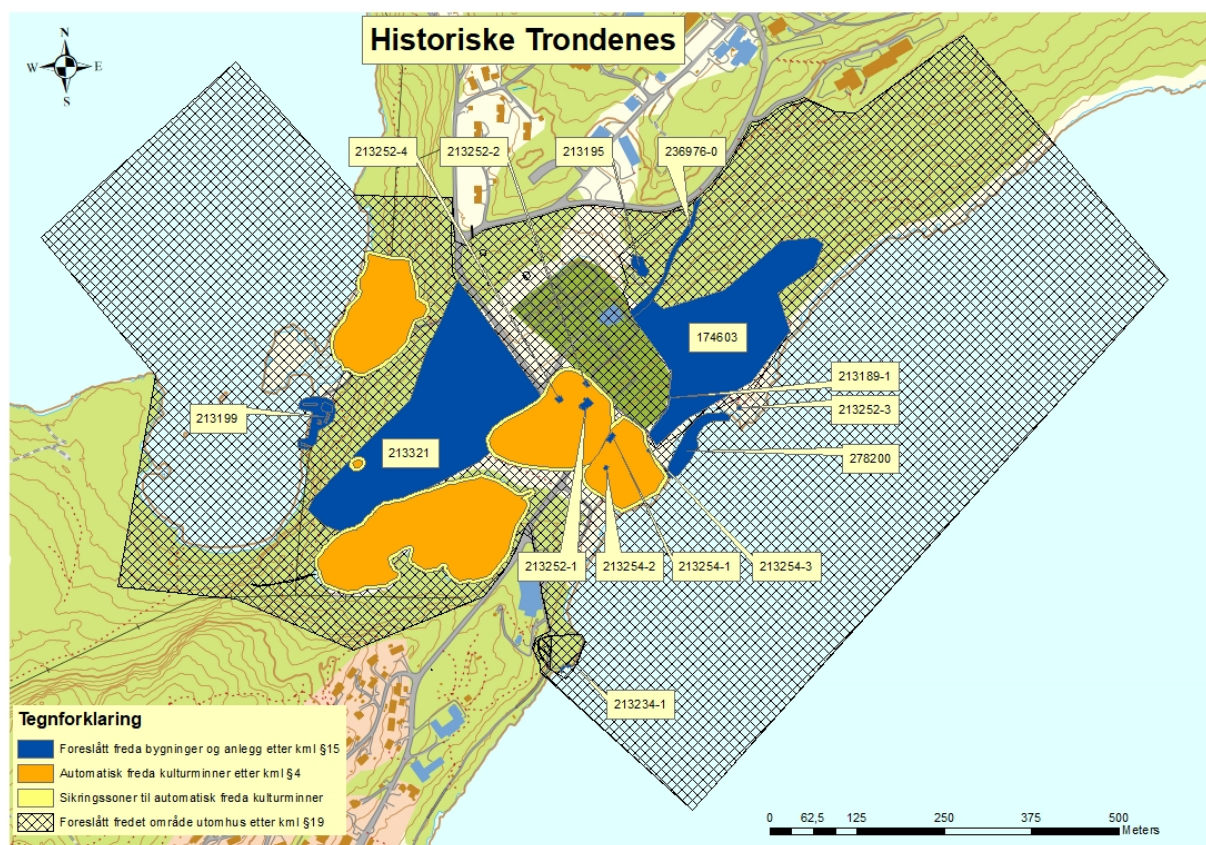 Historiske Trondenes
N
W E
S
213252-4
213252-2
213195
236976-0
174603
213189-1
213199
213252-3
213321
278200
213252-1
213254-2
213254-1
213254-3
213234-1
Tegnforklaring
Foreslått freda bygninger og anlegg etter kml §15
Automatisk freda kulturminner etter kml §4
Sikringssoner til automatisk freda kulturminner
Foreslått fredet område utomhus etter kml §19
0 62,5 125 250 375 500
Meters